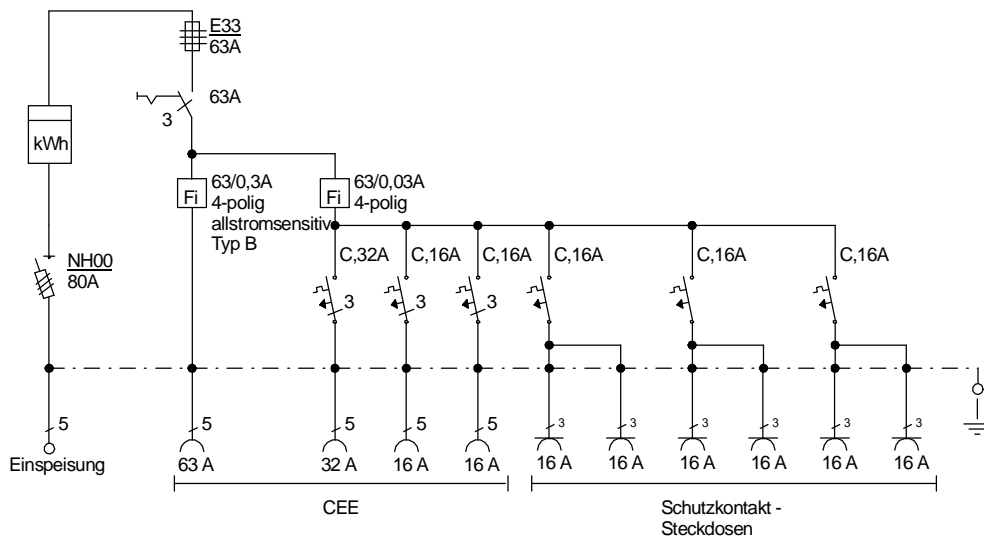 E33
63A
63A
3
kWh
Fi
63/0,3A
4-polig
allstromsensitiv
Typ B
Fi
63/0,03A
4-polig
NH00
80A
C,32A
C,16A
C,16A
C,16A
C,16A
C,16A
3
3
3
5
5
5
5
5
3
3
3
3
3
3
Einspeisung
63 A
32 A
16 A
16 A
16 A
16 A
16 A
16 A
16 A
16 A
CEE
Schutzkontakt -
Steckdosen